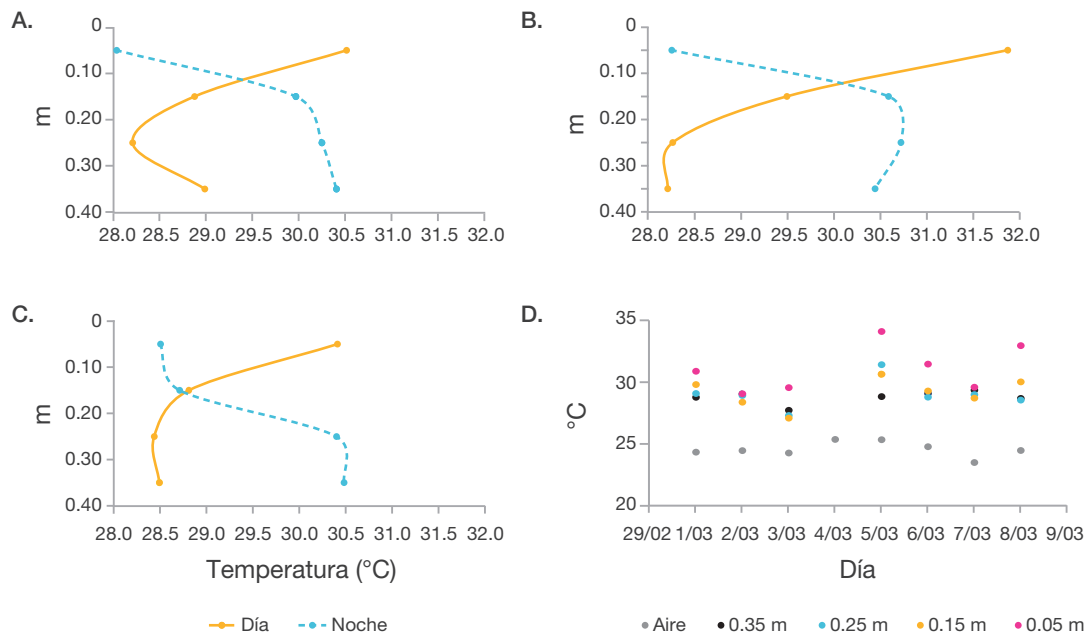 A.
0
0.10
m
0.20
0.30
0.40
28.0 28.5 29.0 29.5 30.0 30.5 31.0 31.5 32.0
B.
0
0.10
m
0.20
0.30
0.40
28.0 28.5 29.0 29.5 30.0 30.5 31.0 31.5 32.0
C.
0
0.10
m
0.20
0.30
0.40
28.0 28.5 29.0 29.5 30.0 30.5 31.0 31.5 32.0
Temperatura (°C)
Día Noche
D.
35
30
°C
25
20
29/02 1/03 2/03 3/03 4/03 5/03 6/03 7/03 8/03 9/03
Día
Aire 0.35 m 0.25 m 0.15 m 0.05 m